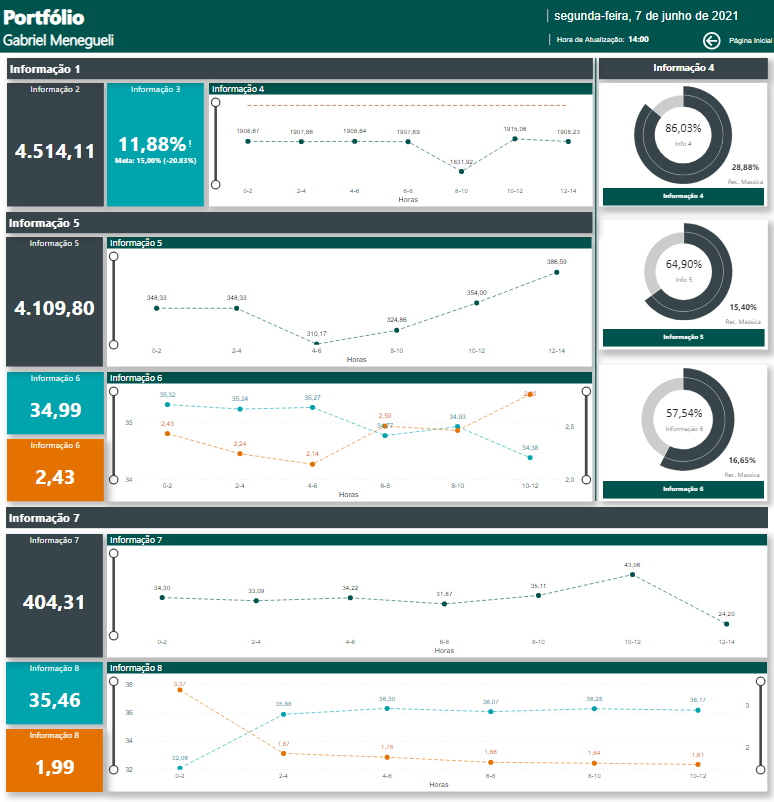 Portfólio
Gabriel Menegueli
segunda-feira, 7 de junho de 2021
Hora de Atualização: 14:00
Página Inicial
Informação 1
Informação 2
4.514,11
Informação 3
11,88%!
Meta: 15,00% (-20.83%)
Informação 4
1908,67 1907,86 1908,64 1907,69 1831,92 1915,06 1908,23
0-2 2-4 4-6 6-8 8-10 10-12 12-14
Horas
Informação 4
86,03%
Info 4
28,88%
Rec. Massica
Informação 4
Informação 5
Informação 5
4.109,80
Informação 5
348,33 348,33 310,17 324,86 354,00 386,59
0-2 2-4 4-6 8-10 10-12 12-14
Horas
64,90%
Info 5
15,40%
Rec. Massica
Informação 5
Informação 6
34,99
Informação 6
2,43
Informação 6
35,32 35,24 35,27 34,93 34,38
2,43 2,24 2,14 2,50
35
34
2,5
2,0
0-2 2-4 4-6 6-8 8-10 10-12
Horas
57,54%
Informação 6
16,65%
Rec. Massica
Informação 6
Informação 7
Informação 7
404,31
Informação 7
34,30 33,09 34,22 31,87 35,11 43,06 24,20
0-2 2-4 4-6 6-8 8-10 10-12 12-14
Horas
Informação 8
35,46
Informação 8
1,99
Informação 8
38
36
34
32
3,37 1,87 1,78 1,66 1,64 1,61
32,06 35,88 36,30 36,07 36,28 36,17
3
2
0-2 2-4 4-6 6-8 8-10 10-12
Horas